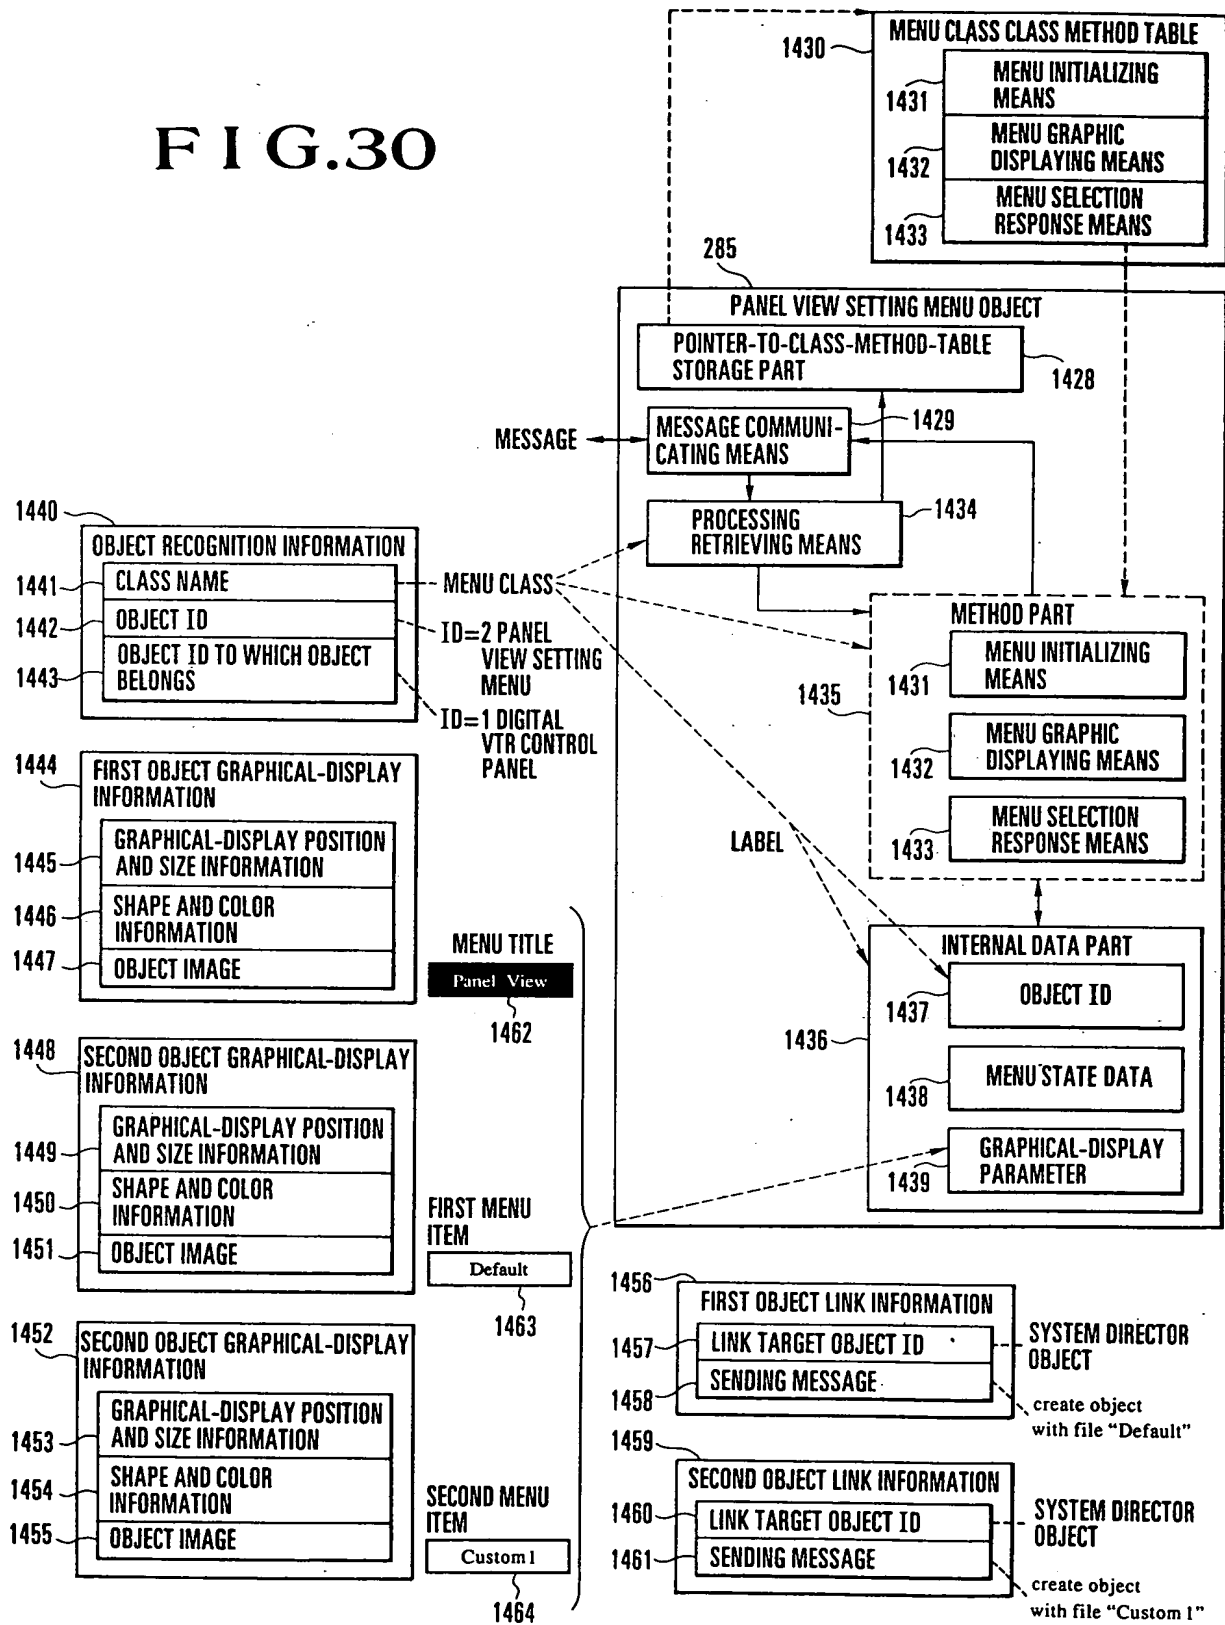 FIG.30
MENU CLASS CLASS METHOD TABLE
1430
MENU INITIALIZING
MEANS
1431
MENU GRAPHIC
DISPLAYING MEANS
1432
MENU SELECTION
RESPONSE MEANS
1433
285
PANEL VIEW SETTING MENU OBJECT
POINTER-TO-CLASS-METHOD-TABLE
STORAGE PART
1428
1429
MESSAGE
MESSAGE COMMUNI-
CATING MEANS
1434
PROCESSING
RETRIEVING MEANS
1440
OBJECT RECOGNITION INFORMATION
1441
CLASS NAME
MENU CLASS
1442
OBJECT ID
ID=2 PANEL
VIEW SETTING
MENU
1443
OBJECT ID TO WHICH OBJECT
BELONGS
ID=1 DIGITAL
VTR CONTROL
PANEL
METHOD PART
1435
MENU INITIALIZING
MEANS
1431
MENU GRAPHIC
DISPLAYING MEANS
1432
MENU SELECTION
RESPONSE MEANS
1433
LABEL
1444
FIRST OBJECT GRAPHICAL-DISPLAY
INFORMATION
1445
GRAPHICAL-DISPLAY POSITION
AND SIZE INFORMATION
1446
SHAPE AND COLOR
INFORMATION
1447
OBJECT IMAGE
MENU TITLE
Panel View
1462
INTERNAL DATA PART
1436
OBJECT ID
1437
MENU STATE DATA
1438
GRAPHICAL-DISPLAY
PARAMETER
1439
1448
SECOND OBJECT GRAPHICAL-DISPLAY
INFORMATION
1449
GRAPHICAL-DISPLAY POSITION
AND SIZE INFORMATION
1450
SHAPE AND COLOR
INFORMATION
1451
OBJECT IMAGE
FIRST MENU
ITEM
Default
1463
1452
SECOND OBJECT GRAPHICAL-DISPLAY
INFORMATION
1453
GRAPHICAL-DISPLAY POSITION
AND SIZE INFORMATION
1454
SHAPE AND COLOR
INFORMATION
1455
OBJECT IMAGE
SECOND MENU
ITEM
Custom 1
1464
1456
FIRST OBJECT LINK INFORMATION
1457
LINK TARGET OBJECT ID
SYSTEM DIRECTOR
OBJECT
1458
SENDING MESSAGE
create object
with file “Default”
1459
SECOND OBJECT LINK INFORMATION
1460
LINK TARGET OBJECT ID
SYSTEM DIRECTOR
OBJECT
1461
SENDING MESSAGE
create object
with file “Custom 1”